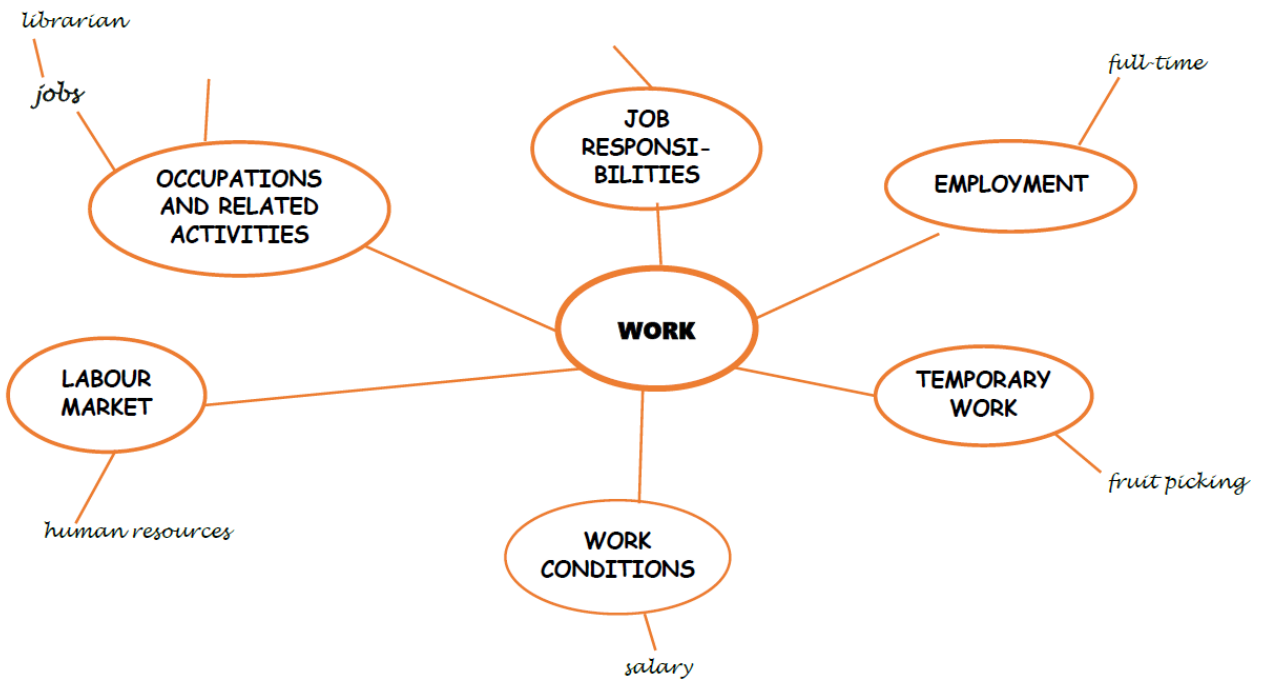 librarian
jobs
OCCUPATIONS
AND RELATED
ACTIVITIES
JOB
RESPONSI-
BILITIES
full-time
EMPLOYMENT
WORK
LABOUR
MARKET
human resources
TEMPORARY
WORK
fruit picking
WORK
CONDITIONS
salary